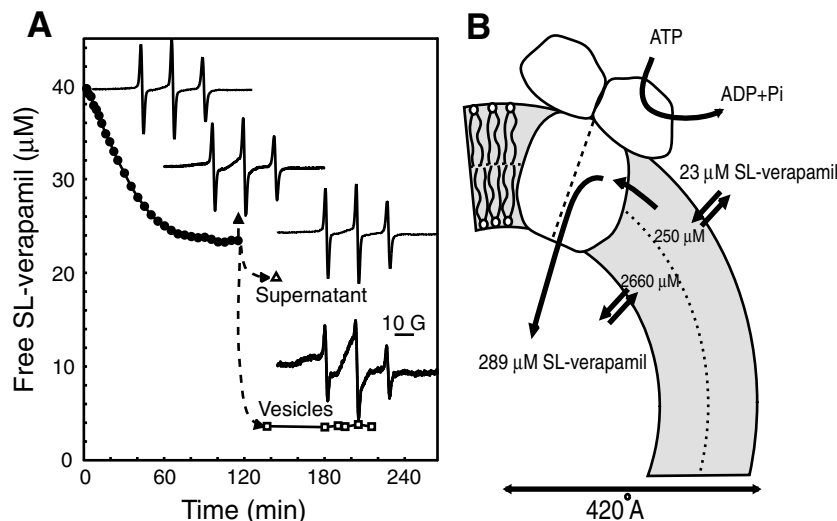 A
Free SL-verapamil (μM)
50
40
30
20
10
0
0
60
120
180
240
Time (min)
Supernatant
Vesicles
10 G
B
ATP
ADP+Pi
23 μM SL-verapamil
250 μM
2660 μM
289 μM SL-verapamil
420 Å